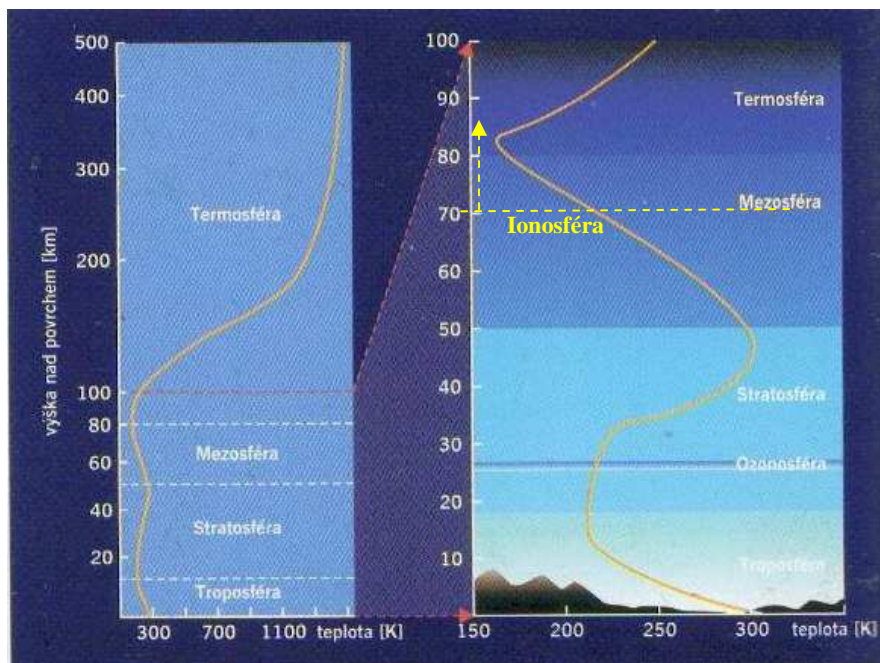 výška nad povrchem [km]
500
400
300
200
100
80
60
40
20
Termosféra
Mezosféra
Stratosféra
Troposféra
300 700 1100 teplota [K]
100
90
80
70
60
50
40
30
20
10
Termosféra
Mezosféra
Ionosféra
Stratosféra
Ozonosféra
Troposféra
150 200 250 300 teplota [K]